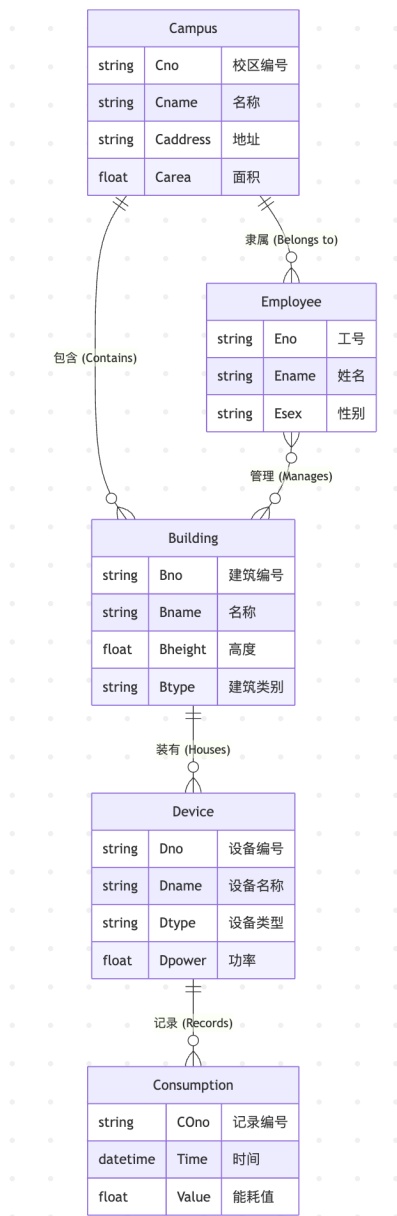 Campus
string Cno 校区编号
string Cname 名称
string Caddress 地址
float Carea 面积
隶属 (Belongs to)
Employee
string Eno 工号
string Ename 姓名
string Esex 性别
包含 (Contains)
管理 (Manages)
Building
string Bno 建筑编号
string Bname 名称
float Bheight 高度
string Btype 建筑类别
装有 (Houses)
Device
string Dno 设备编号
string Dname 设备名称
string Dtype 设备类型
float Dpower 功率
记录 (Records)
Consumption
string COno 记录编号
datetime Time 时间
float Value 能耗值